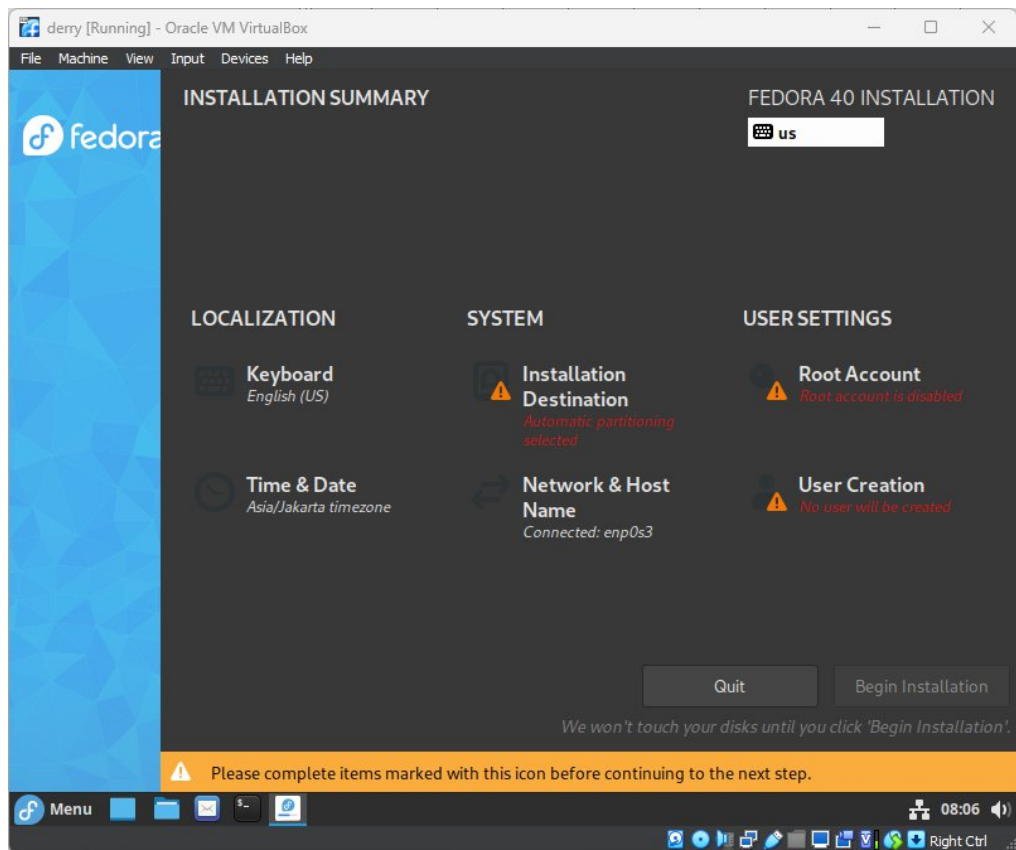 derry [Running] - Oracle VM VirtualBox
File Machine View Input Devices Help
fedora
INSTALLATION SUMMARY
FEDORA 40 INSTALLATION
us
LOCALIZATION
Keyboard
English (US)
Time & Date
Asia/Jakarta timezone
SYSTEM
Installation
Destination
Automatic partitioning
selected
Network & Host
Name
Connected: enp0s3
USER SETTINGS
Root Account
Root account is disabled
User Creation
No user will be created
Quit
Begin Installation
We won't touch your disks until you click 'Begin Installation'.
Please complete items marked with this icon before continuing to the next step.
Menu
08:06
Right Ctrl